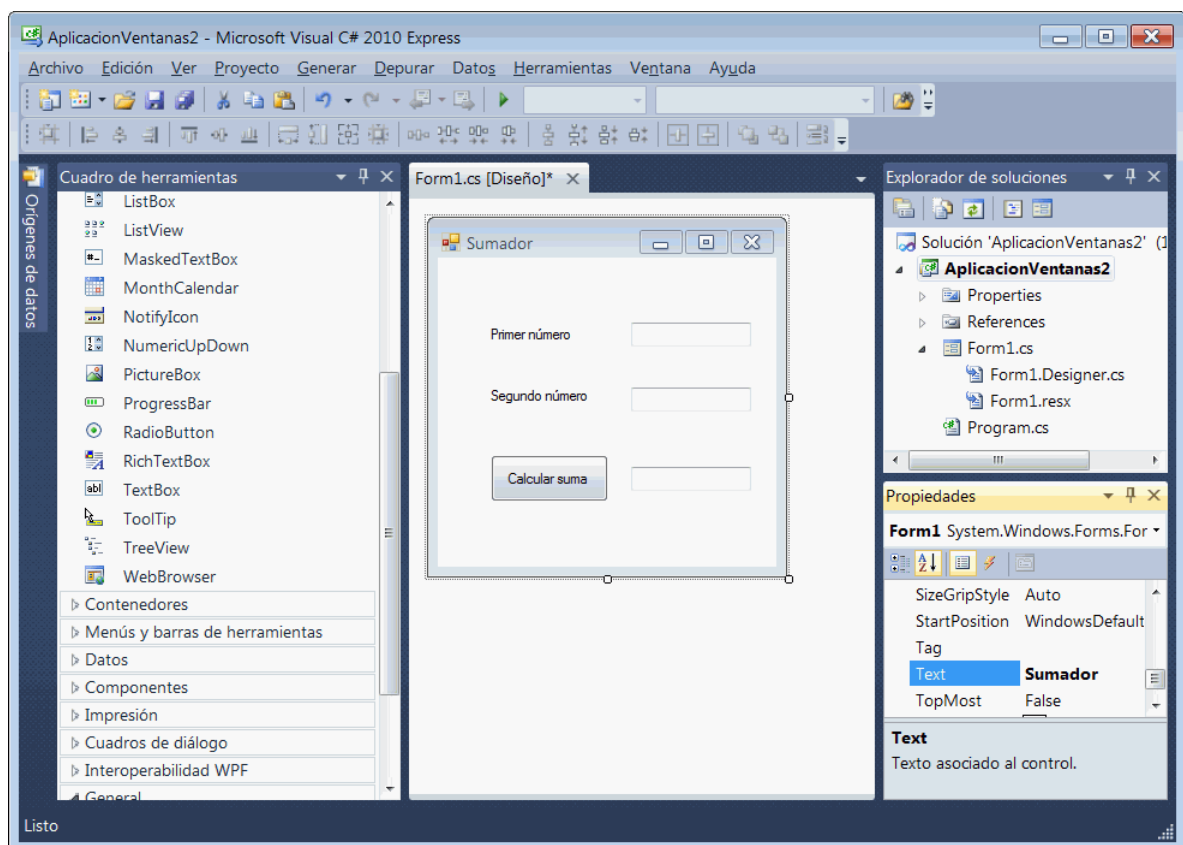 AplicacionVentanas2 - Microsoft Visual C# 2010 Express
Archivo Edición Ver Proyecto Generar Depurar Datos Herramientas Ventana Ayuda
Orígenes de datos
Cuadro de herramientas
ListBox
ListView
MaskedTextBox
MonthCalendar
NotifyIcon
NumericUpDown
PictureBox
ProgressBar
RadioButton
RichTextBox
TextBox
ToolTip
TreeView
WebBrowser
Contenedores
Menús y barras de herramientas
Datos
Componentes
Impresión
Cuadros de diálogo
Interoperabilidad WPF
General
Form1.cs [Diseño]*
Sumador
Primer número
Segundo número
Calcular suma
Explorador de soluciones
Solución 'AplicacionVentanas2' (1
AplicacionVentanas2
Properties
References
Form1.cs
Form1.Designer.cs
Form1.resx
Program.cs
Propiedades
Form1 System.Windows.Forms.For
SizeGripStyle Auto
StartPosition WindowsDefault
Tag
Text Sumador
TopMost False
Text
Texto asociado al control.
Listo